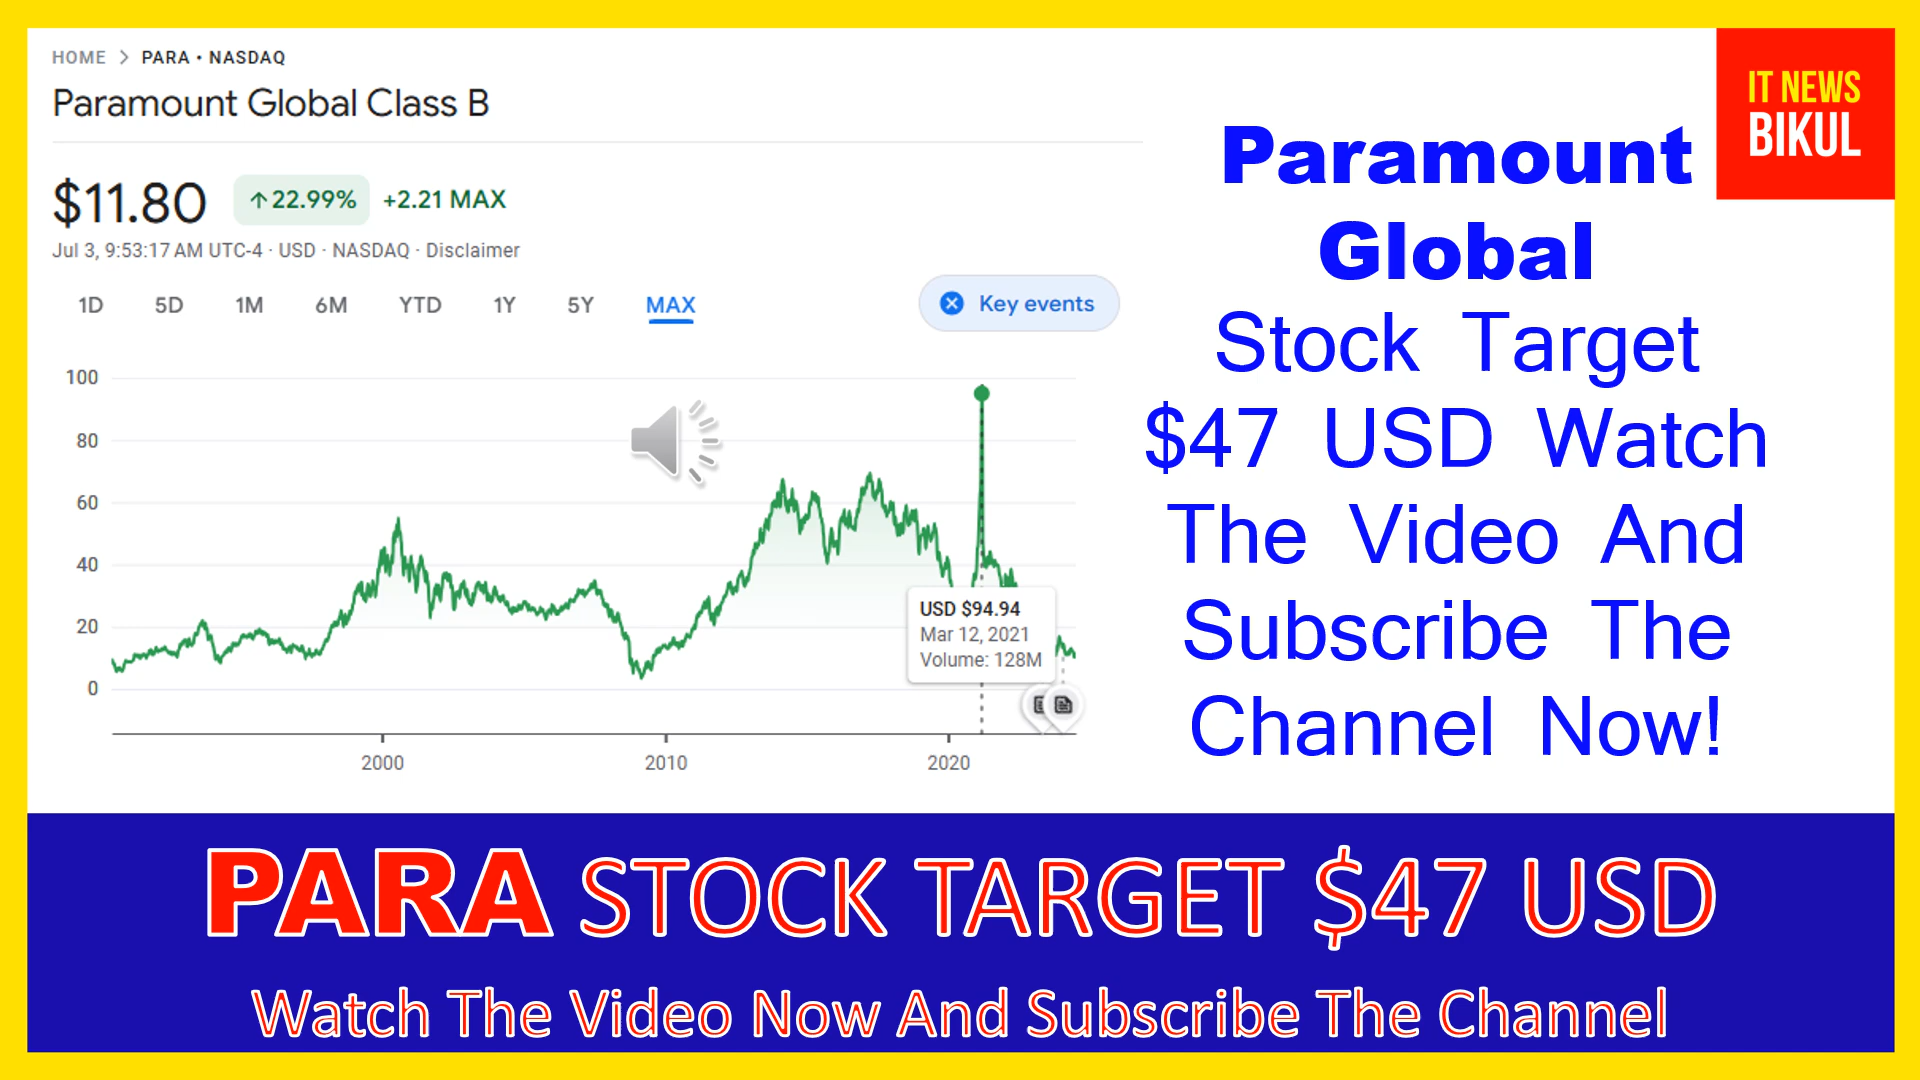 HOME > PARA • NASDAQ
Paramount Global Class B
$11.80 ↑22.99% +2.21 MAX
Jul 3, 9:53:17 AM UTC-4 · USD · NASDAQ · Disclaimer
1D 5D 1M 6M YTD 1Y 5Y MAX
Key events
100
80
60
40
20
0
USD $94.94
Mar 12, 2021
Volume: 128M
2000 2010 2020
IT NEWS
BIKUL
Paramount
Global
Stock Target
$47 USD Watch
The Video And
Subscribe The
Channel Now!
PARA STOCK TARGET $47 USD
Watch The Video Now And Subscribe The Channel